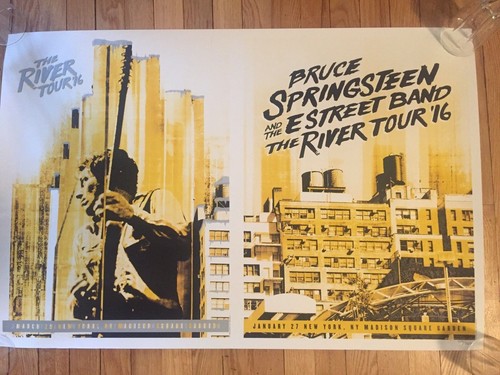 THE
RIVER
TOUR '16
BRUCE
SPRINGSTEEN
AND THE E STREET BAND
THE RIVER TOUR '16
JANUARY 27 NEW YORK, NY MADISON SQUARE GARDEN